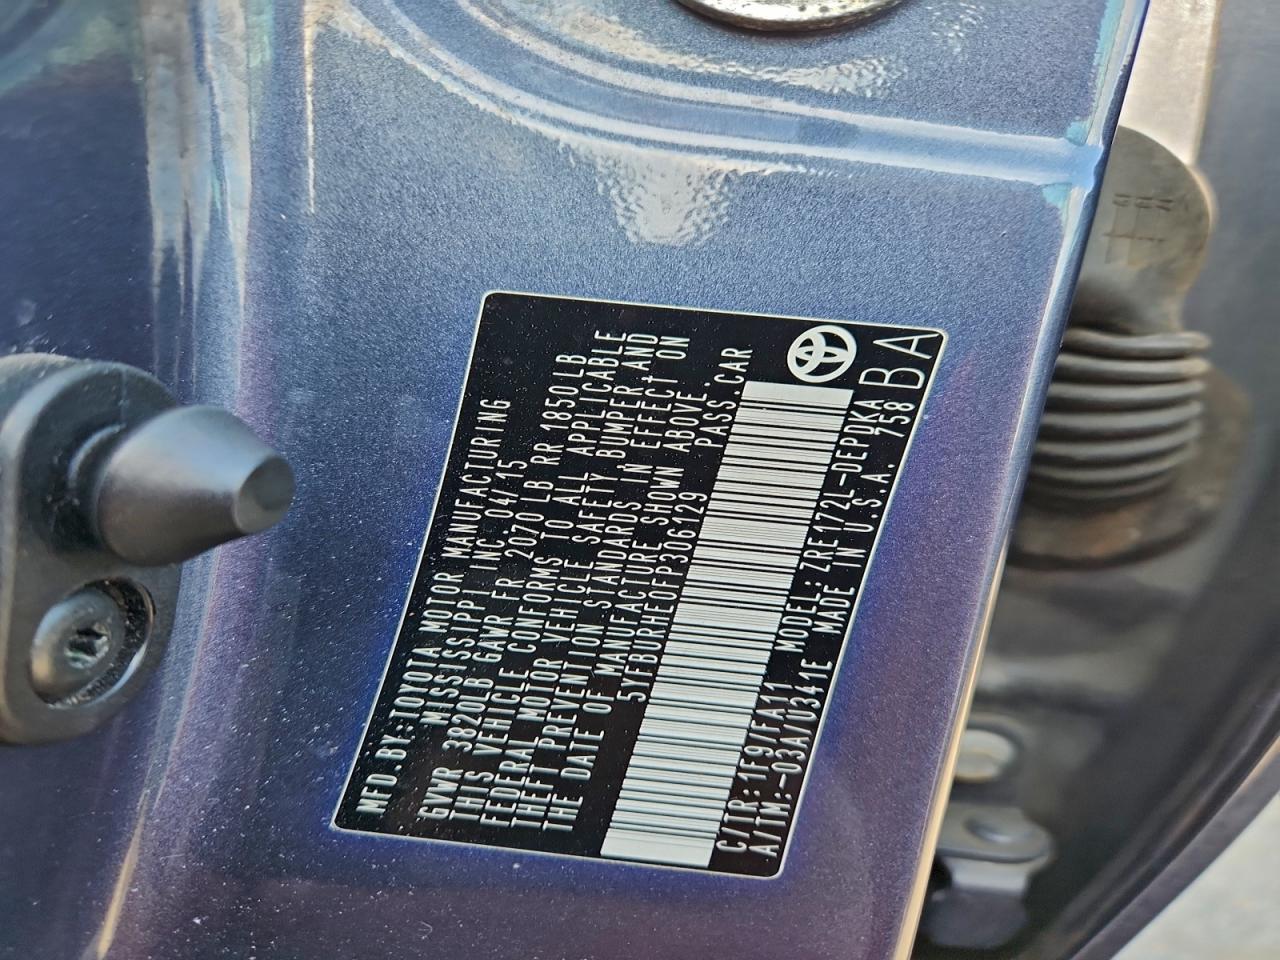 MFD.BY:TOYOTA MOTOR MANUFACTURING
MISSISSIPPI INC.04/15
GVWR 3820LB GAWR FR 2070 LB RR 1850LB
THIS VEHICLE CONFORMS TO ALL APPLICABLE
FEDERAL MOTOR VEHICLE SAFETY BUMPER AND
THEFT PREVENTION STANDARDS IN EFFECT ON
THE DATE OF MANUFACTURE SHOWN ABOVE.
5YFBURHE0FP306129 PASS.CAR
C/TR:1F9/FA11 MODEL:ZRE172L-DEPDKA
A/TM:-03A/U341E MADE IN U.S.A. 758 BA